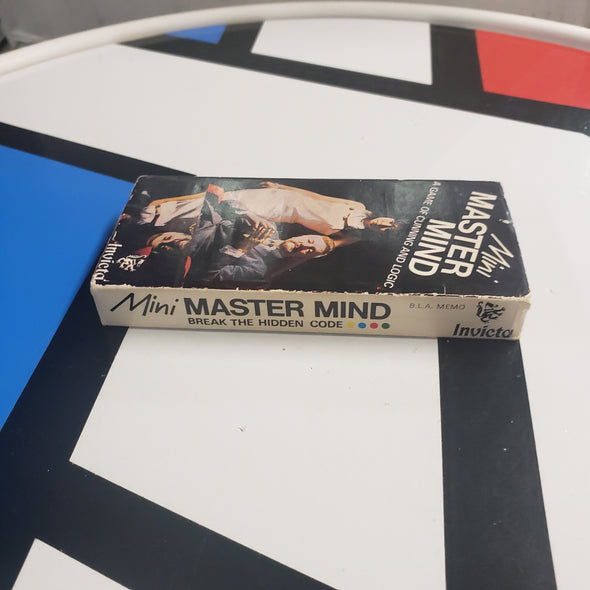 Mini
MASTER
MIND
A GAME OF CUNNING AND LOGIC
Invicta
Mini MASTER MIND
BREAK THE HIDDEN CODE
B.L.A. MEMO
Invicta